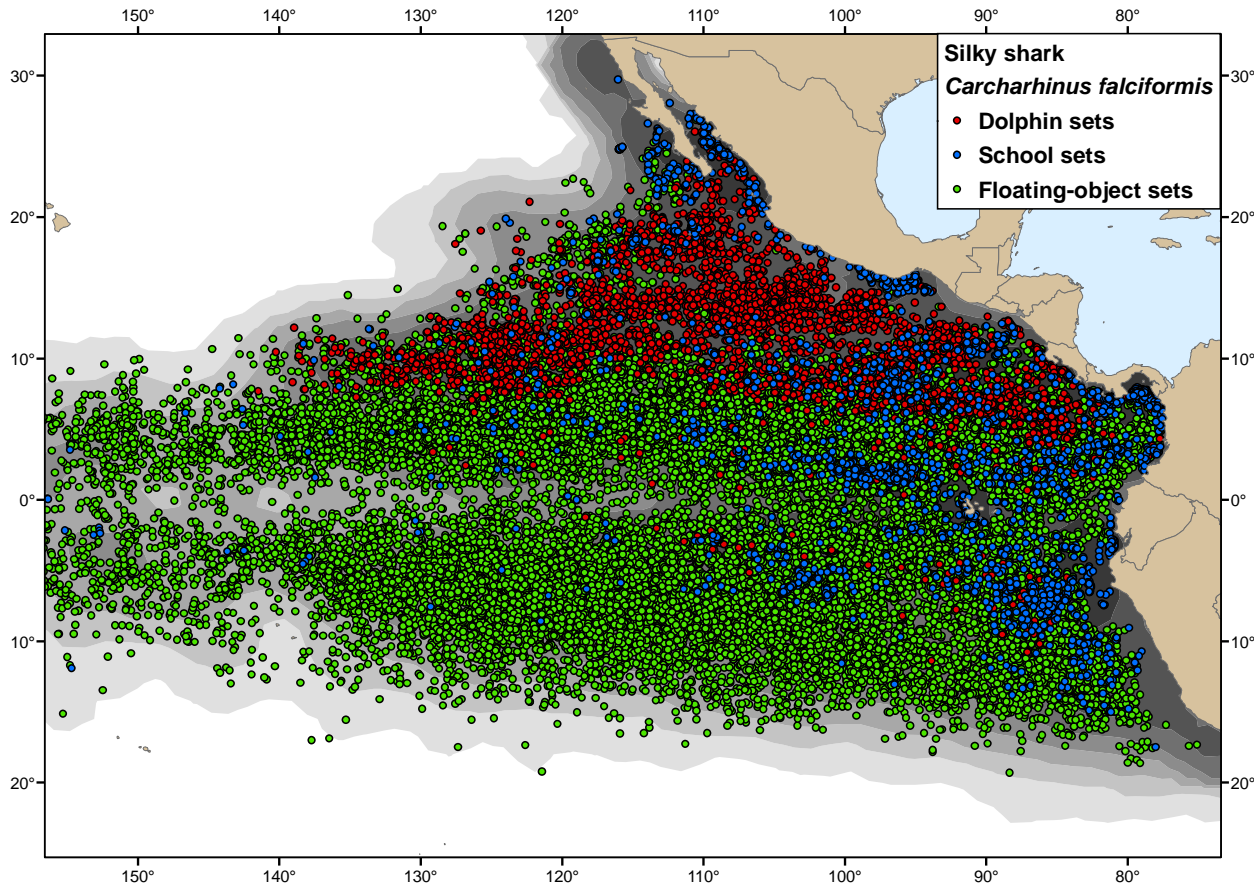 150° 140° 130° 120° 110° 100° 90° 80°
30° 30°
20° 20°
10° 10°
0° 0°
10° 10°
20° 20°
150° 140° 130° 120° 110° 100° 90° 80°
Silky shark
Carcharhinus falciformis
Dolphin sets
School sets
Floating-object sets